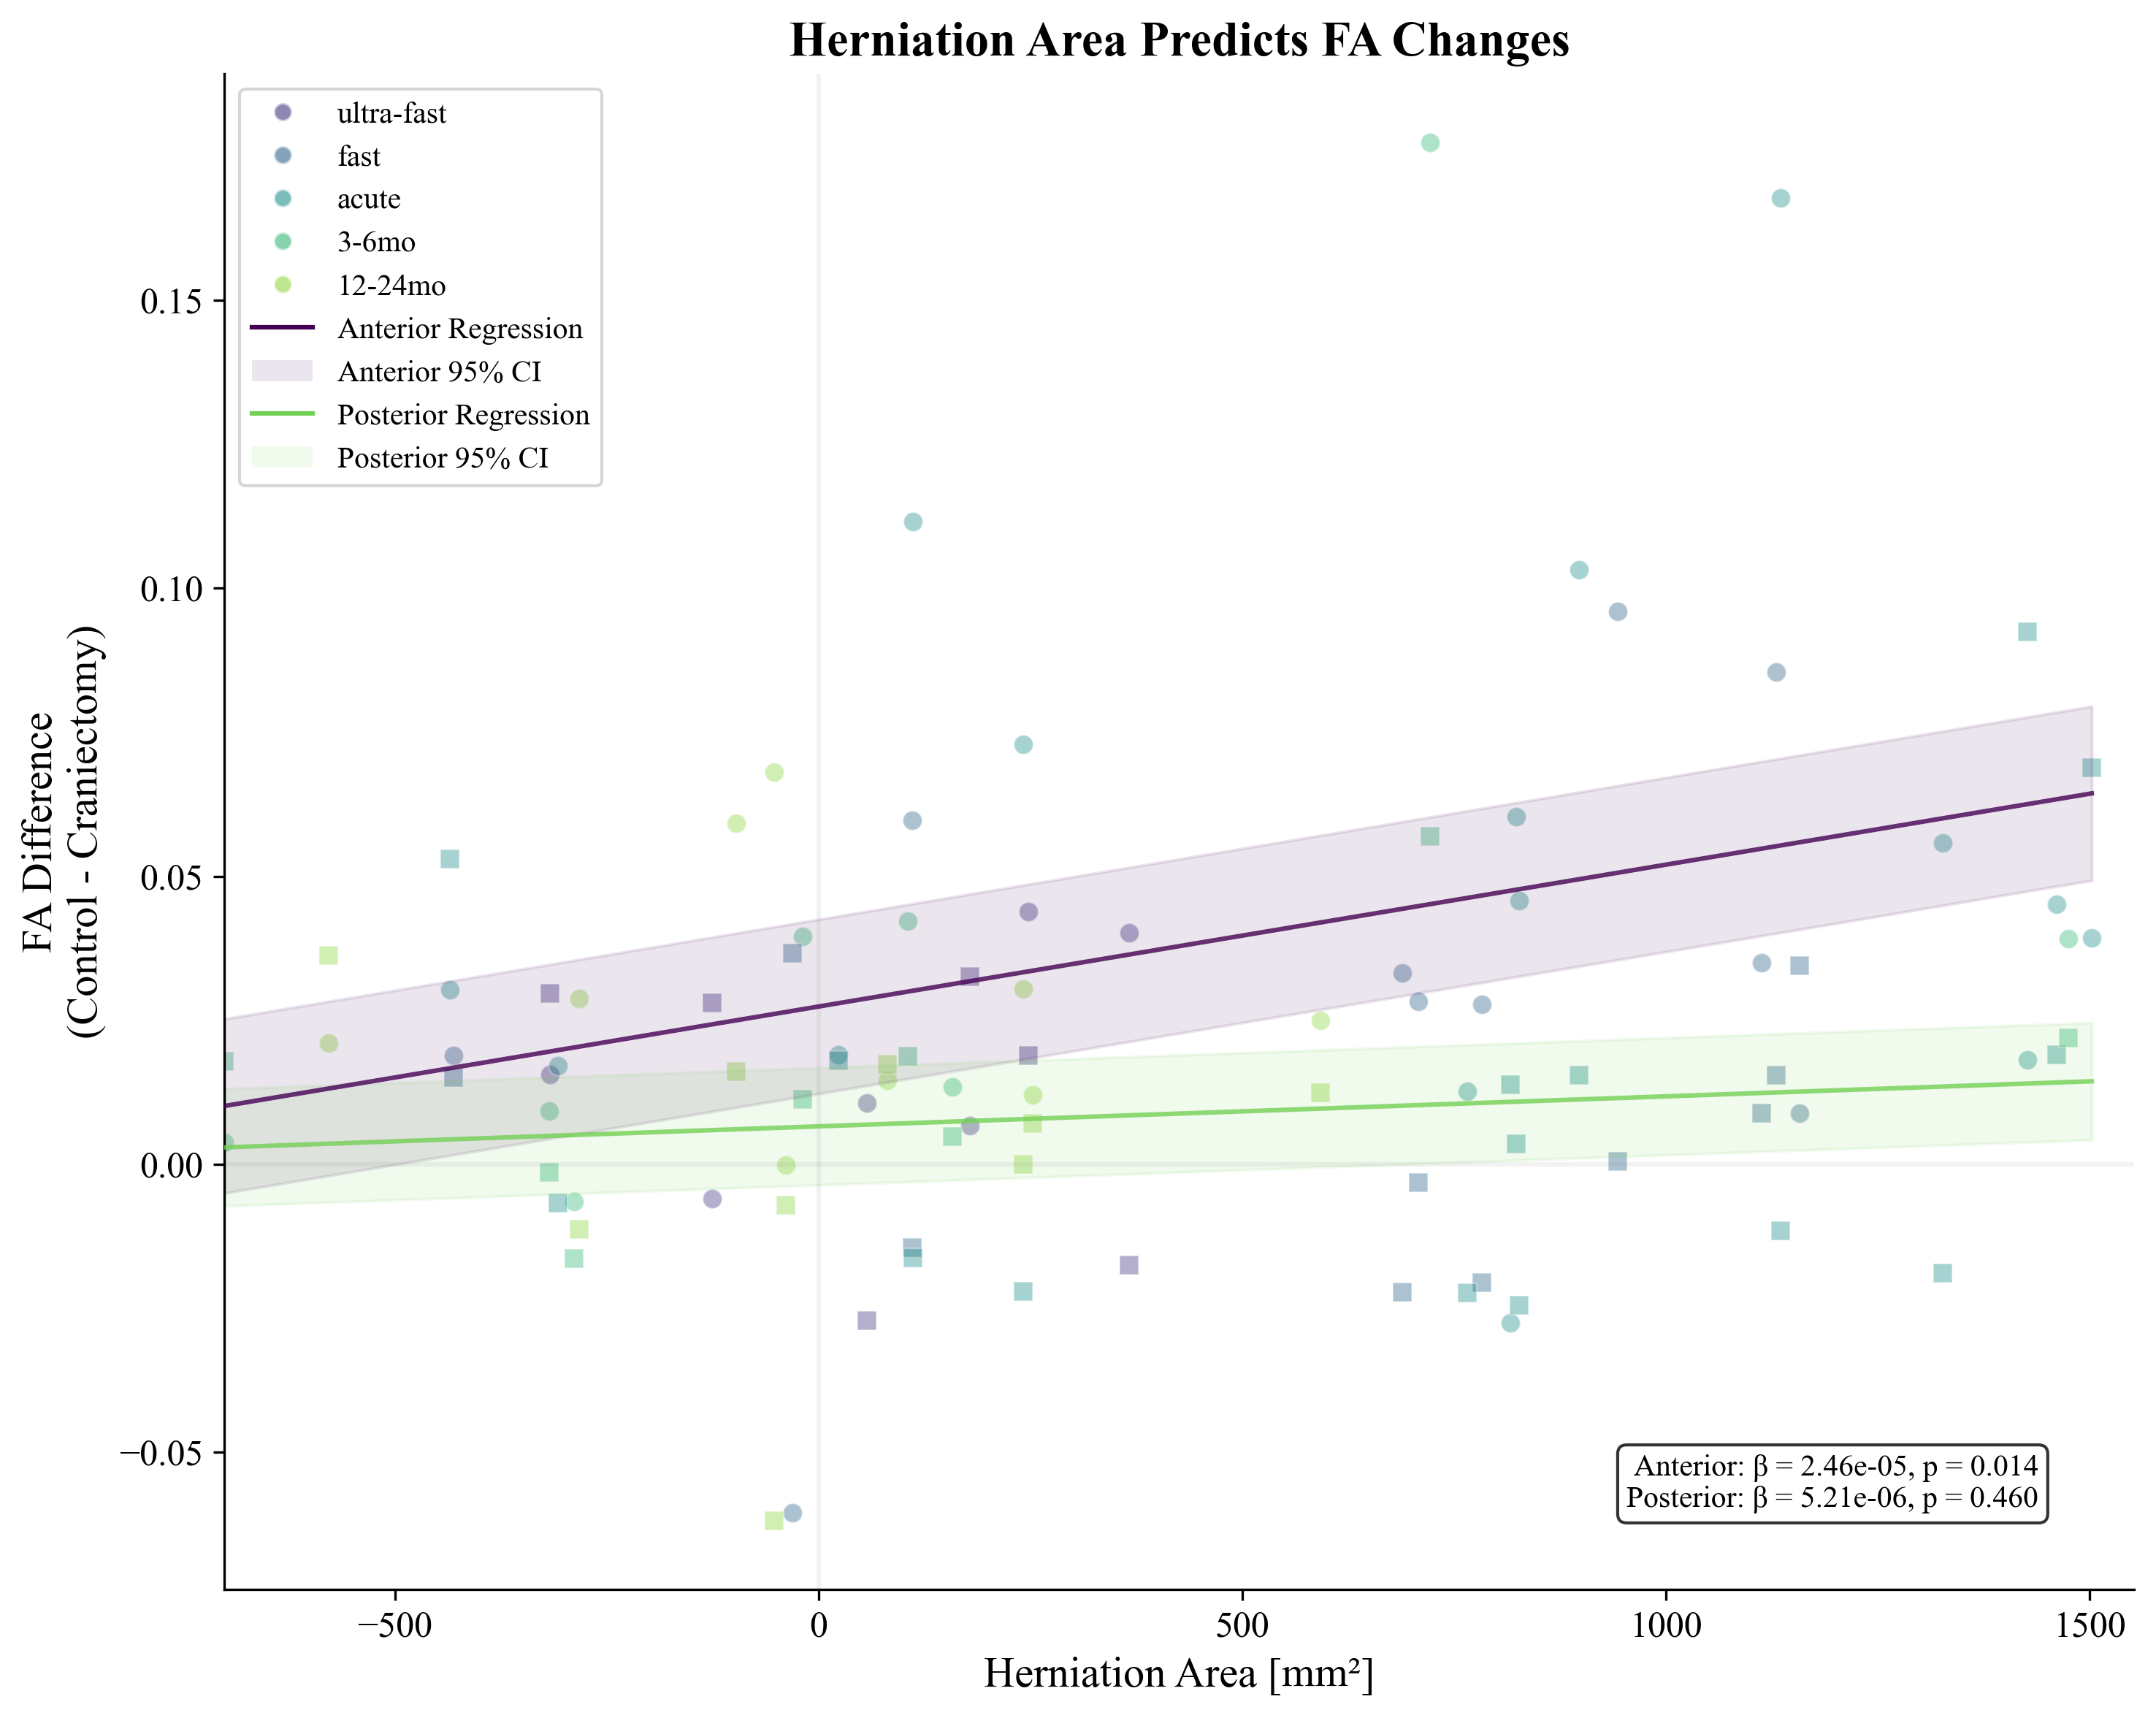 Herniation Area Predicts FA Changes
ultra-fast
fast
acute
3-6mo
12-24mo
Anterior Regression
Anterior 95% CI
Posterior Regression
Posterior 95% CI
0.15
0.10
0.05
0.00
−0.05
FA Difference
(Control - Craniectomy)
Anterior: β = 2.46e-05, p = 0.014
Posterior: β = 5.21e-06, p = 0.460
−500
0
500
1000
1500
Herniation Area [mm²]